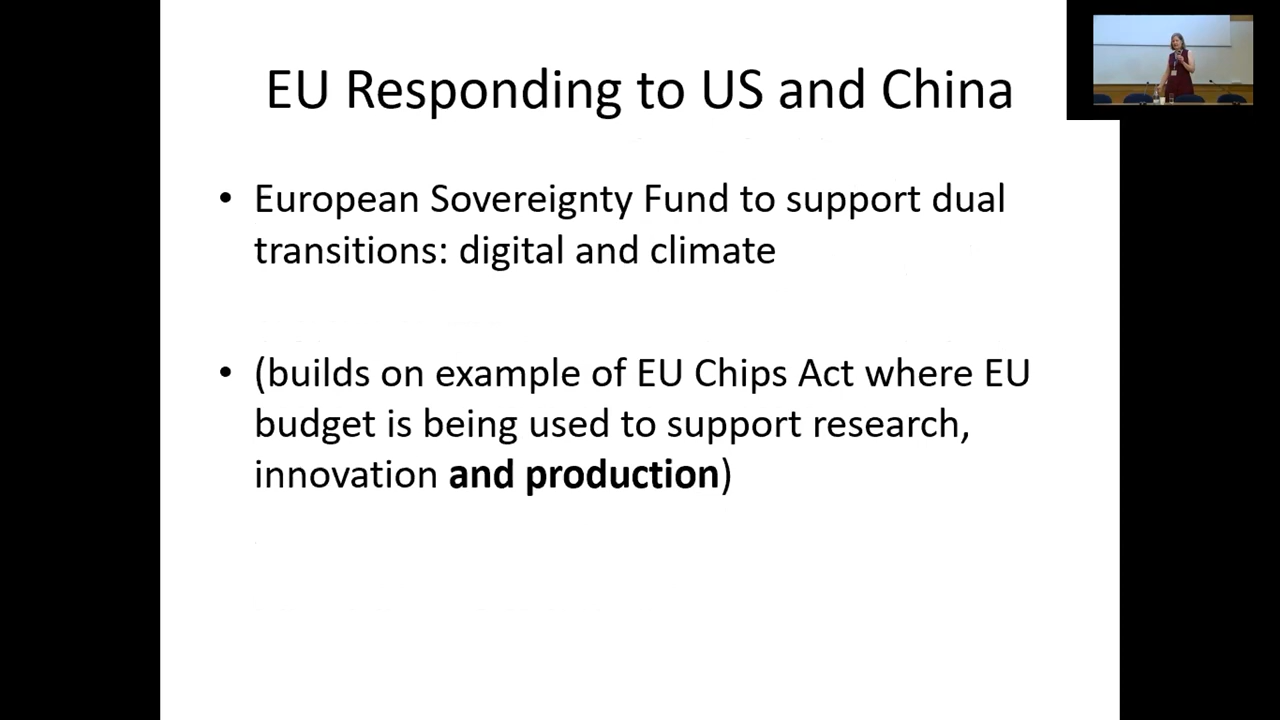 EU Responding to US and China
• European Sovereignty Fund to support dual
transitions: digital and climate
• (builds on example of EU Chips Act where EU
budget is being used to support research,
innovation and production)